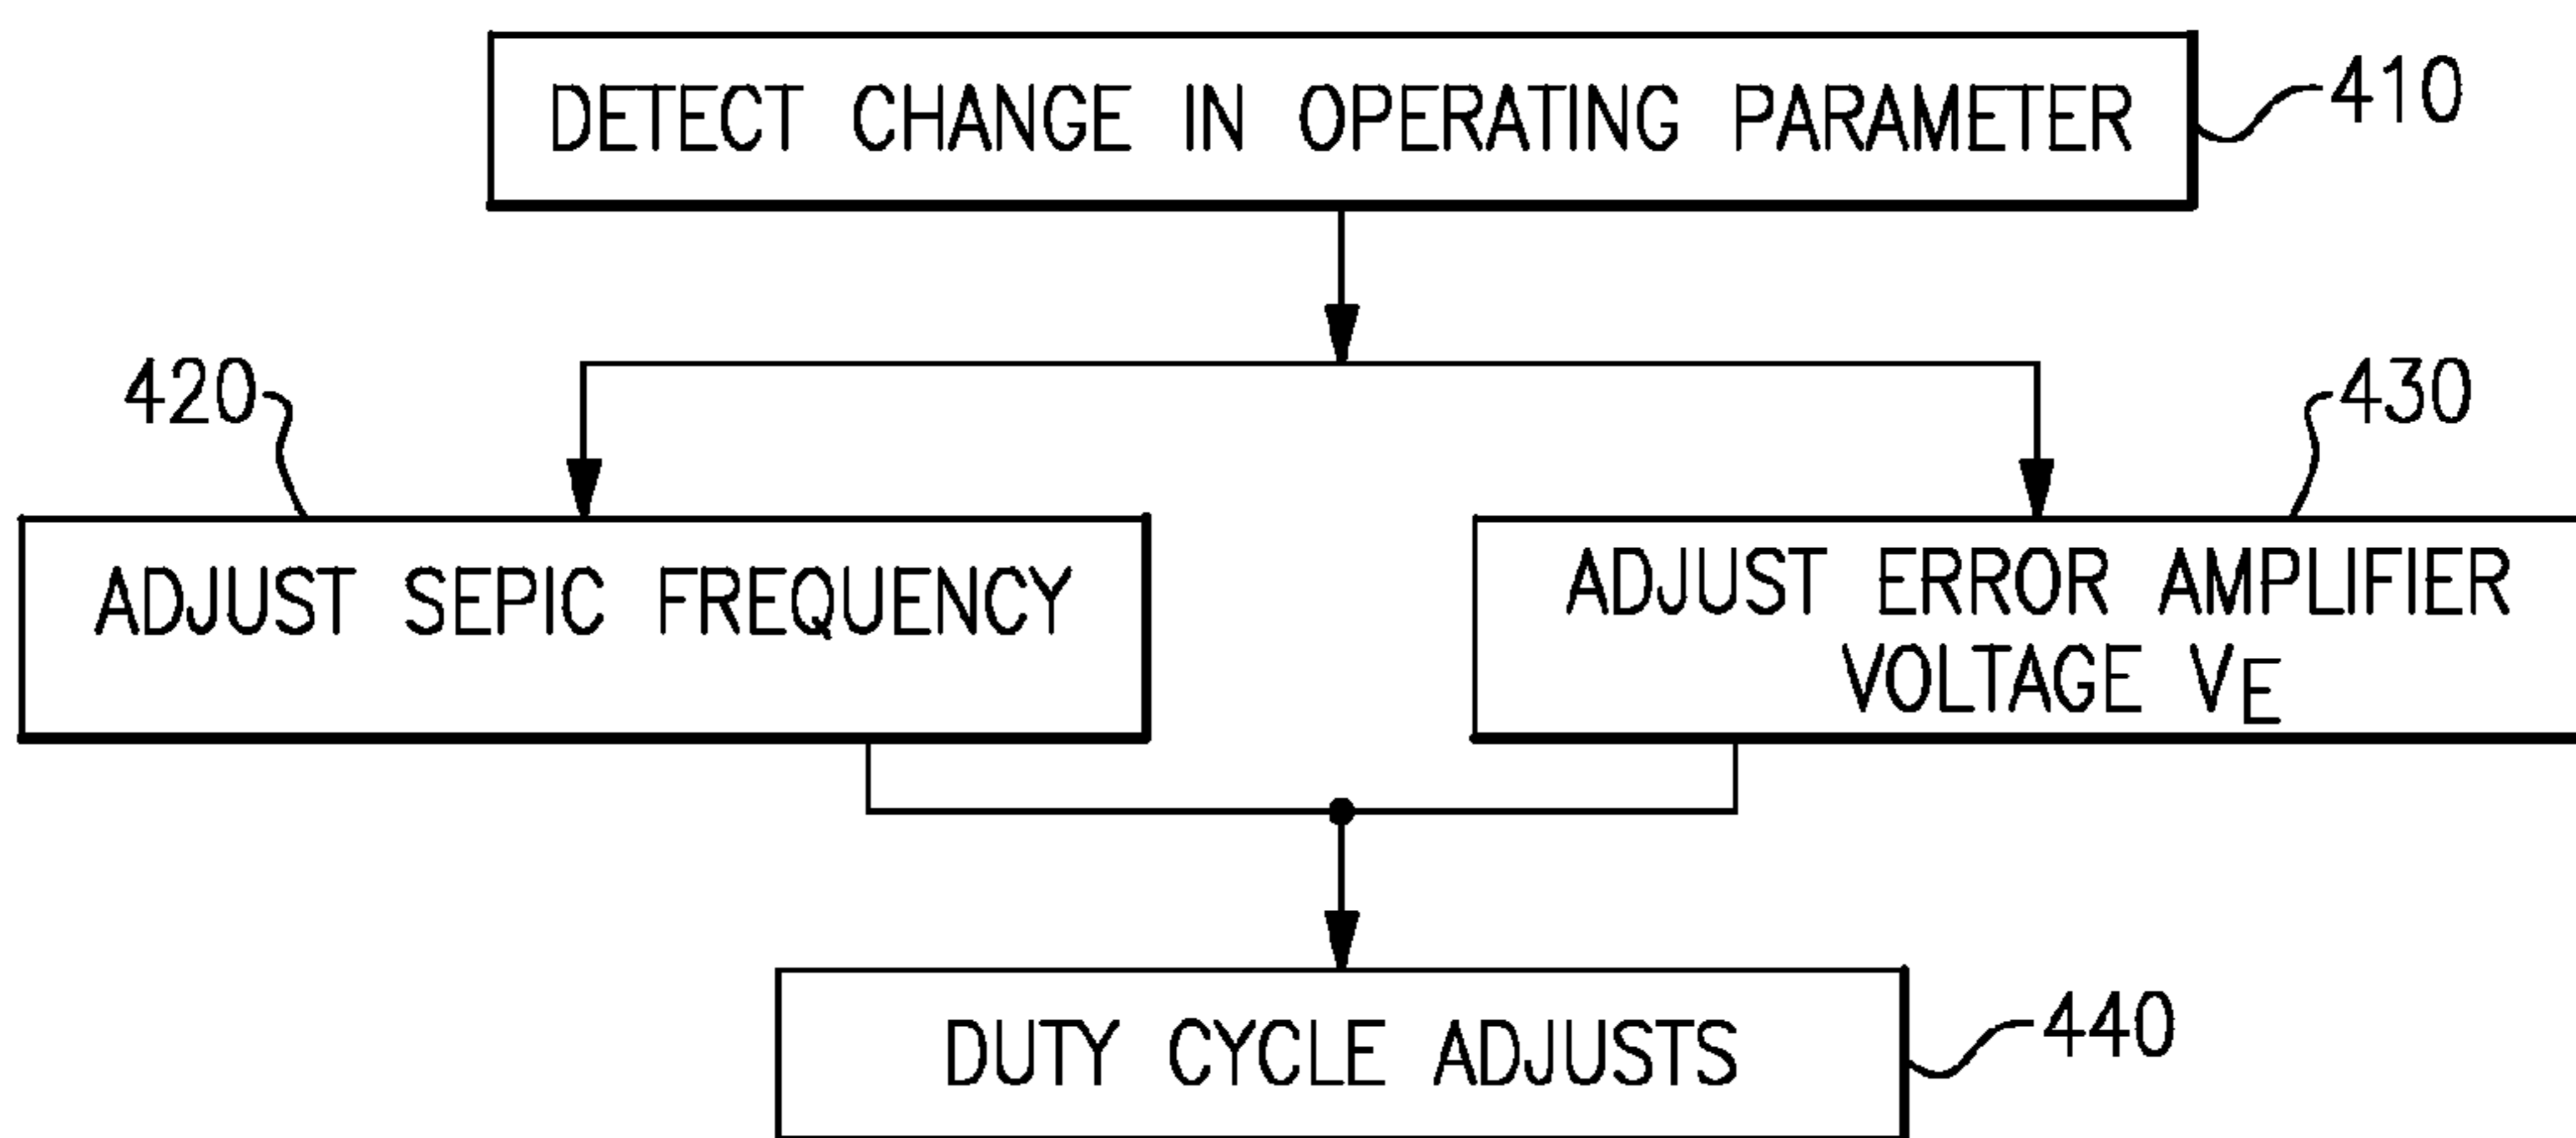 DETECT CHANGE IN OPERATING PARAMETER
410
420
430
ADJUST SEPIC FREQUENCY
ADJUST ERROR AMPLIFIER
VOLTAGE VE
DUTY CYCLE ADJUSTS
440